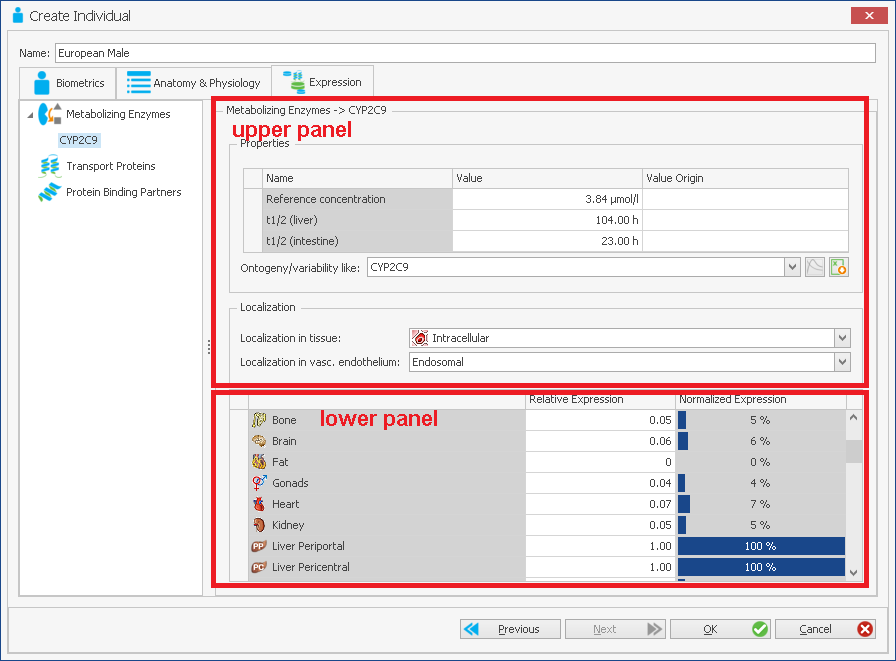 Create Individual
Name: European Male
Biometrics Anatomy & Physiology Expression
Metabolizing Enzymes
CYP2C9
Transport Proteins
Protein Binding Partners
Metabolizing Enzymes -> CYP2C9
upper panel
Properties
Name Value Value Origin
Reference concentration 3.84 µmol/l
t1/2 (liver) 104.00 h
t1/2 (intestine) 23.00 h
Ontogeny/variability like: CYP2C9
Localization
Localization in tissue: Intracellular
Localization in vasc. endothelium: Endosomal
Relative Expression Normalized Expression
lower panel
Bone 0.05 5 %
Brain 0.06 6 %
Fat 0 0 %
Gonads 0.04 4 %
Heart 0.07 7 %
Kidney 0.05 5 %
PP Liver Periportal 1.00 100 %
PC Liver Pericentral 1.00 100 %
Previous Next OK Cancel